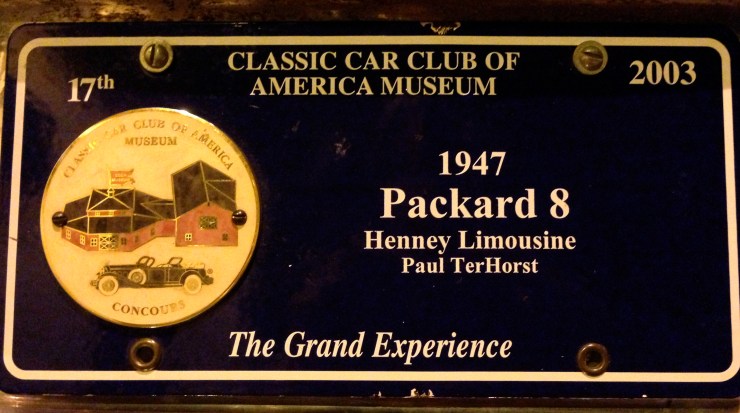 CLASSIC CAR CLUB OF
AMERICA MUSEUM
17th
2003
CLASSIC CAR CLUB OF AMERICA
MUSEUM
CONCOURS
1947
Packard 8
Henney Limousine
Paul TerHorst
The Grand Experience